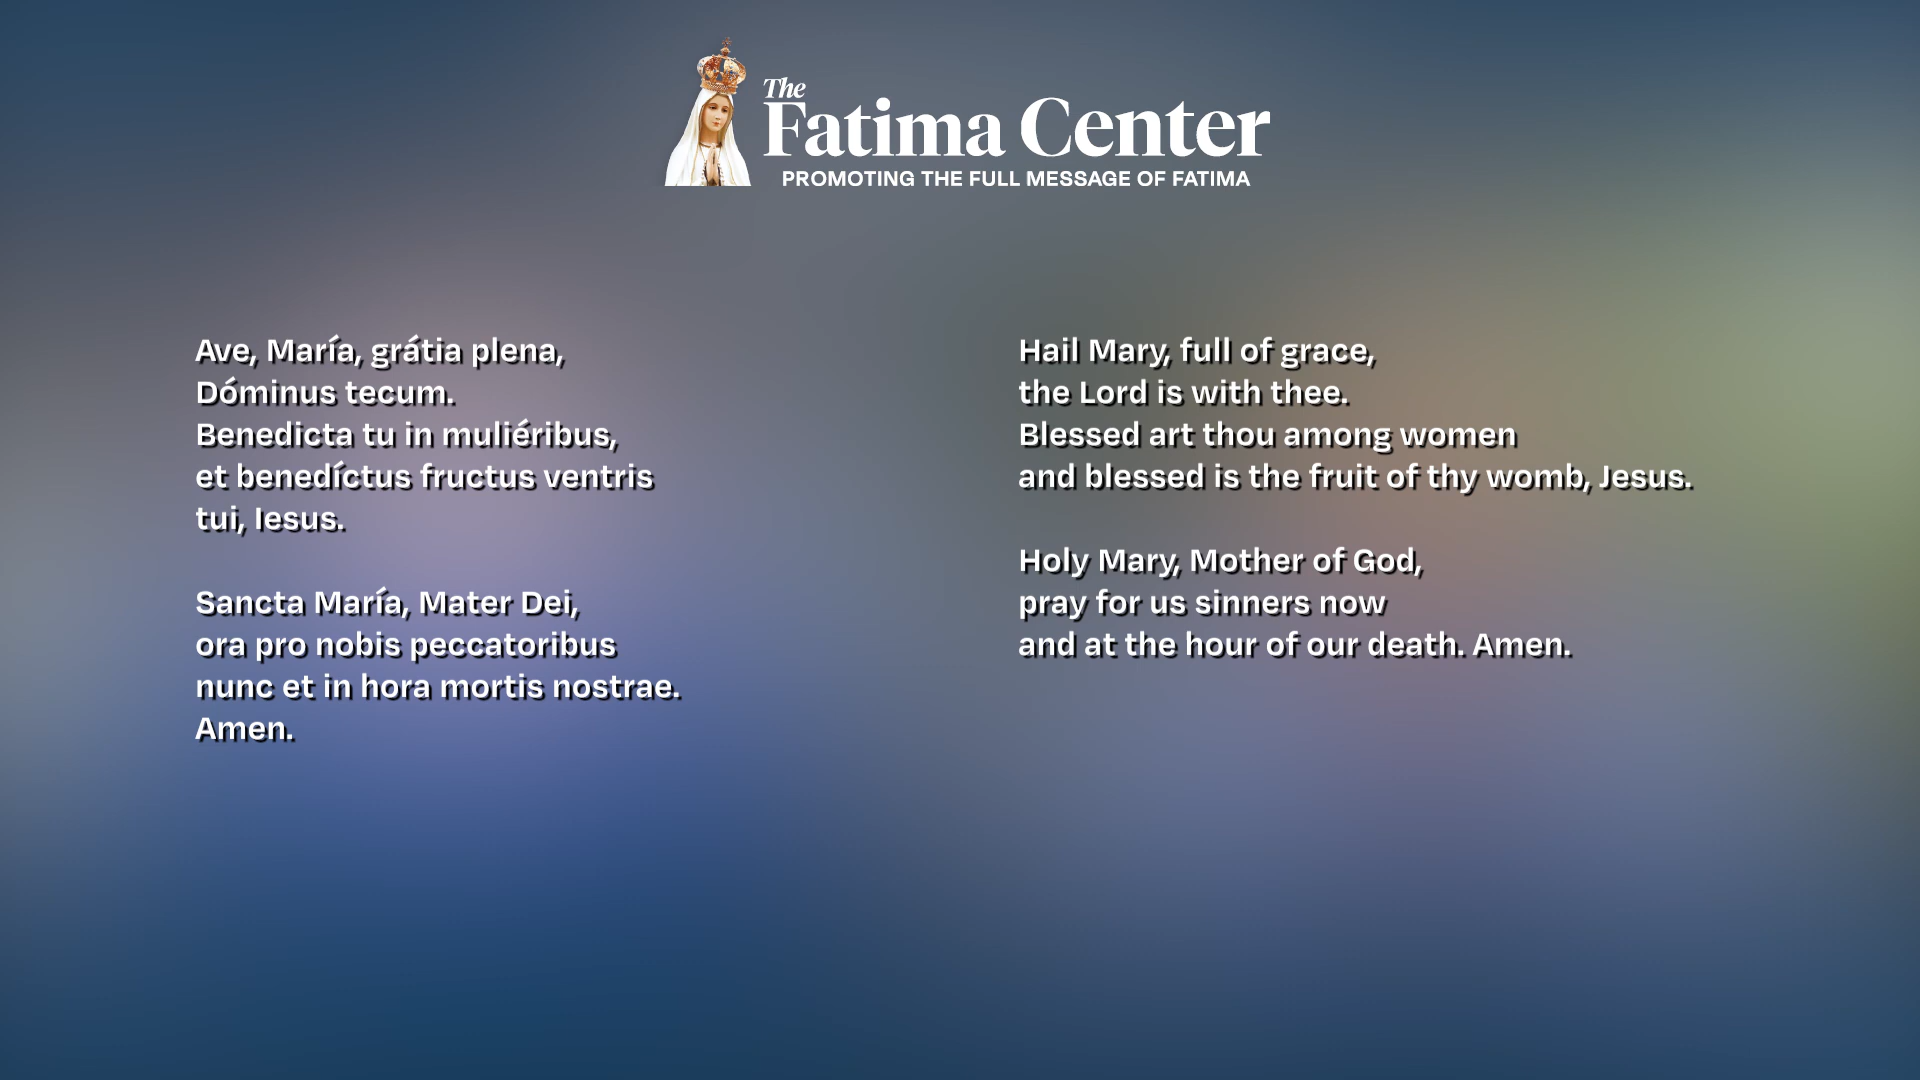 The
Fatima Center
PROMOTING THE FULL MESSAGE OF FATIMA
Ave, María, grátia plena,
Dóminus tecum.
Benedicta tu in muliéribus,
et benedíctus fructus ventris
tui, Iesus.
Sancta María, Mater Dei,
ora pro nobis peccatoribus
nunc et in hora mortis nostrae.
Amen.
Hail Mary, full of grace,
the Lord is with thee.
Blessed art thou among women
and blessed is the fruit of thy womb, Jesus.
Holy Mary, Mother of God,
pray for us sinners now
and at the hour of our death. Amen.